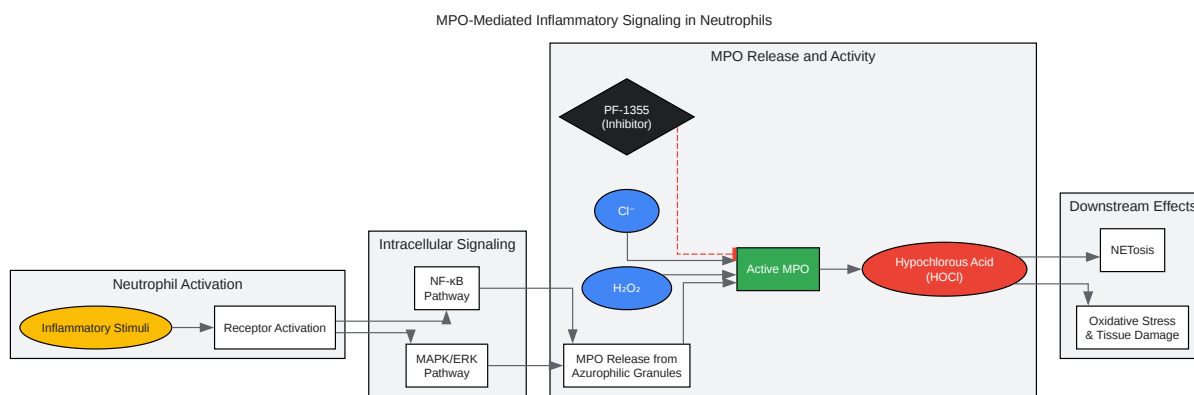 MPO-Mediated Inflammatory Signaling in Neutrophils
Neutrophil Activation
Inflammatory Stimuli
Receptor Activation
Intracellular Signaling
NF-κB
Pathway
MAPK/ERK
Pathway
MPO Release and Activity
PF-1355
(Inhibitor)
Cl⁻
H₂O₂
MPO Release from
Azurophilic Granules
Active MPO
Hypochlorous Acid
(HOCl)
Downstream Effects
NETosis
Oxidative Stress
& Tissue Damage